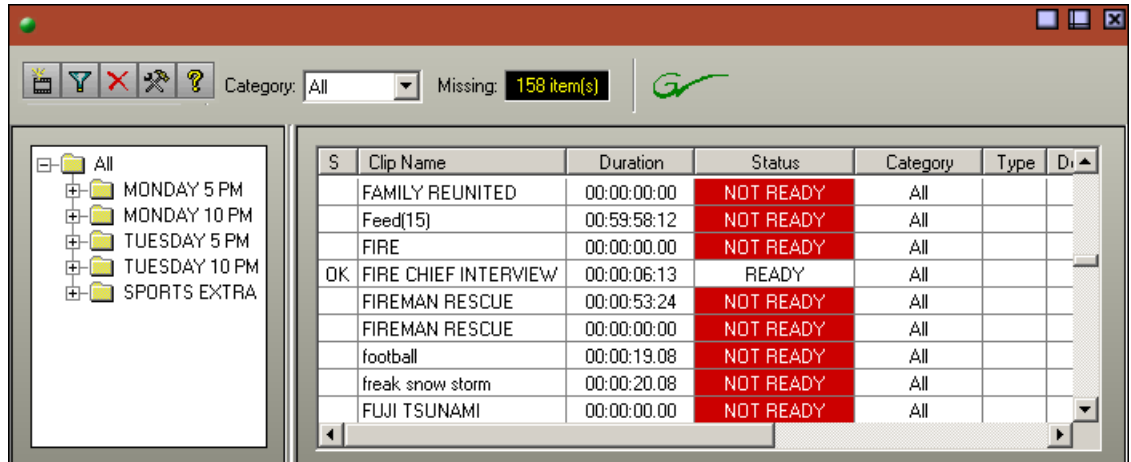 Category: All Missing: 158 item(s)
All
MONDAY 5 PM
MONDAY 10 PM
TUESDAY 5 PM
TUESDAY 10 PM
SPORTS EXTRA
S Clip Name Duration Status Category Type
FAMILY REUNITED 00:00:00:00 NOT READY All
Feed(15) 00:59:58:12 NOT READY All
FIRE 00:00:00.00 NOT READY All
OK FIRE CHIEF INTERVIEW 00:00:06:13 READY All
FIREMAN RESCUE 00:00:53:24 NOT READY All
FIREMAN RESCUE 00:00:00:00 NOT READY All
football 00:00:19.08 NOT READY All
freak snow storm 00:00:20.08 NOT READY All
FUJI TSUNAMI 00:00:00.00 NOT READY All